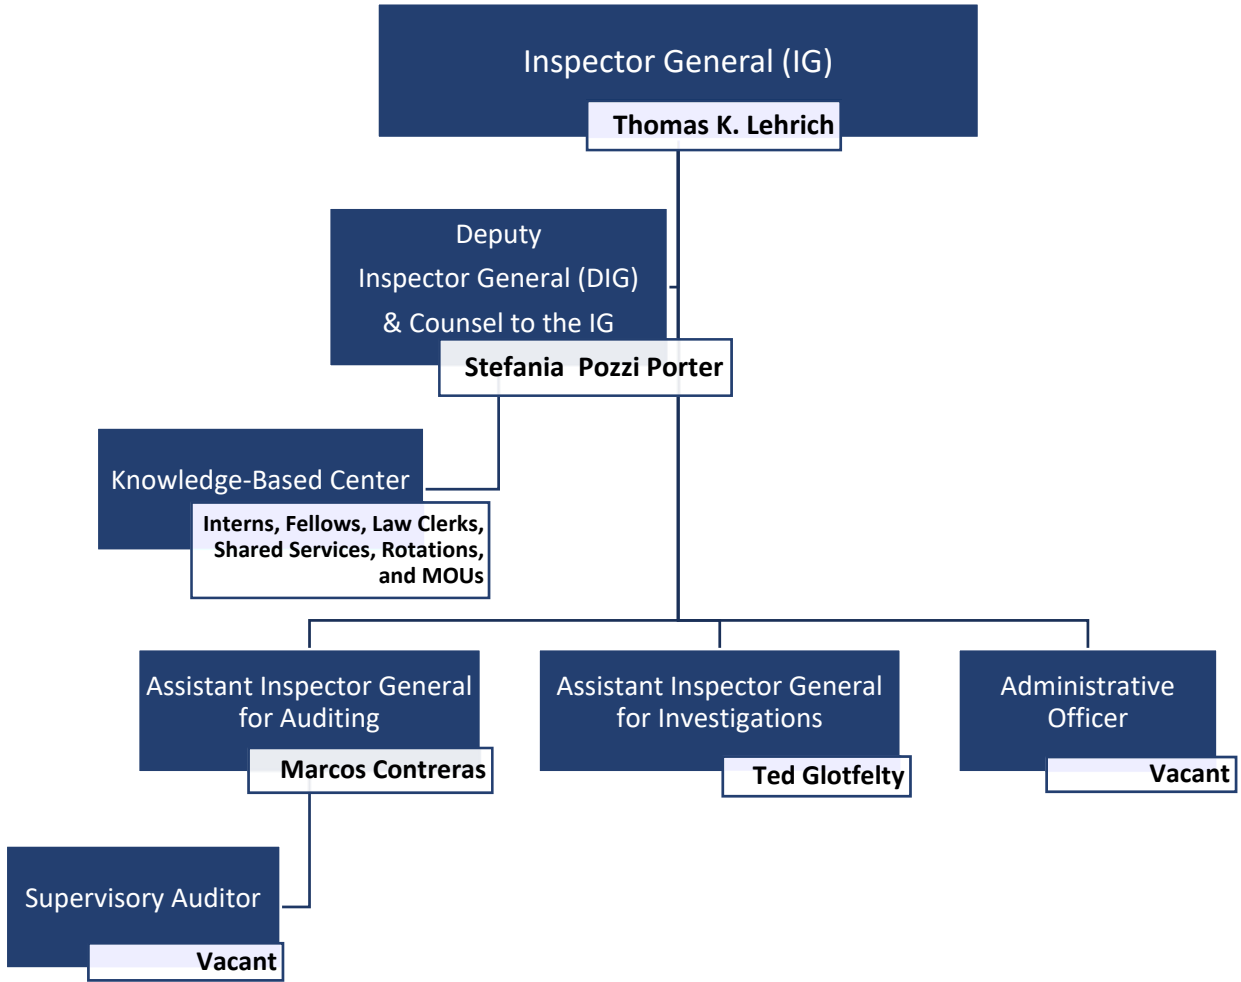 Inspector General (IG)
Thomas K. Lehrich
Deputy
Inspector General (DIG)
& Counsel to the IG
Stefania  Pozzi Porter
Knowledge-Based Center
Interns, Fellows, Law Clerks,
Shared Services, Rotations,
and MOUs
Assistant Inspector General
for Auditing
Marcos Contreras
Assistant Inspector General
for Investigations
Ted Glotfelty
Administrative
Officer
Vacant
Supervisory Auditor
Vacant